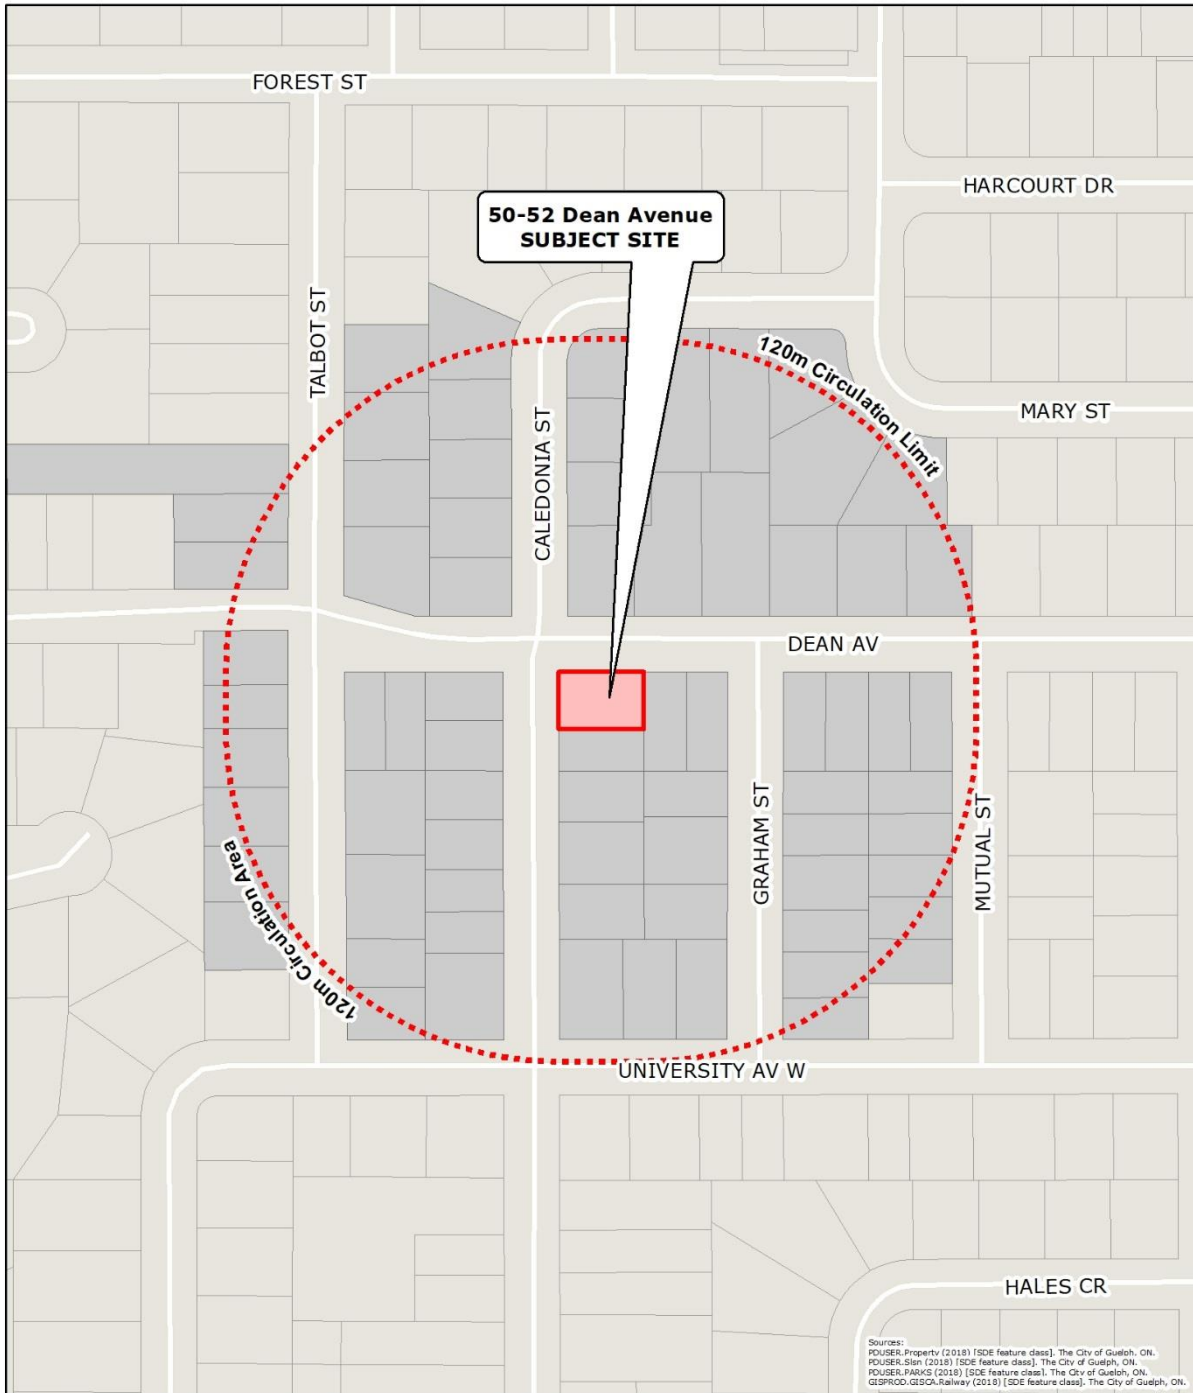 FOREST ST
HARCOURT DR
50-52 Dean Avenue
SUBJECT SITE
TALBOT ST
120m Circulation Limit
MARY ST
CALEDONIA ST
DEAN AV
GRAHAM ST
MUTUAL ST
120m Circulation Area
UNIVERSITY AV W
HALES CR
Sources:
PDUSER.Property (2018) [SDE feature class]. The City of Guelph, ON.
PDUSER.Slsn (2018) [SDE feature class]. The City of Guelph, ON.
PDUSER.PARKS (2018) [SDE feature class]. The City of Guelph, ON.
GISPROD.GISCA.Railway (2018) [SDE feature class]. The City of Guelph, ON.